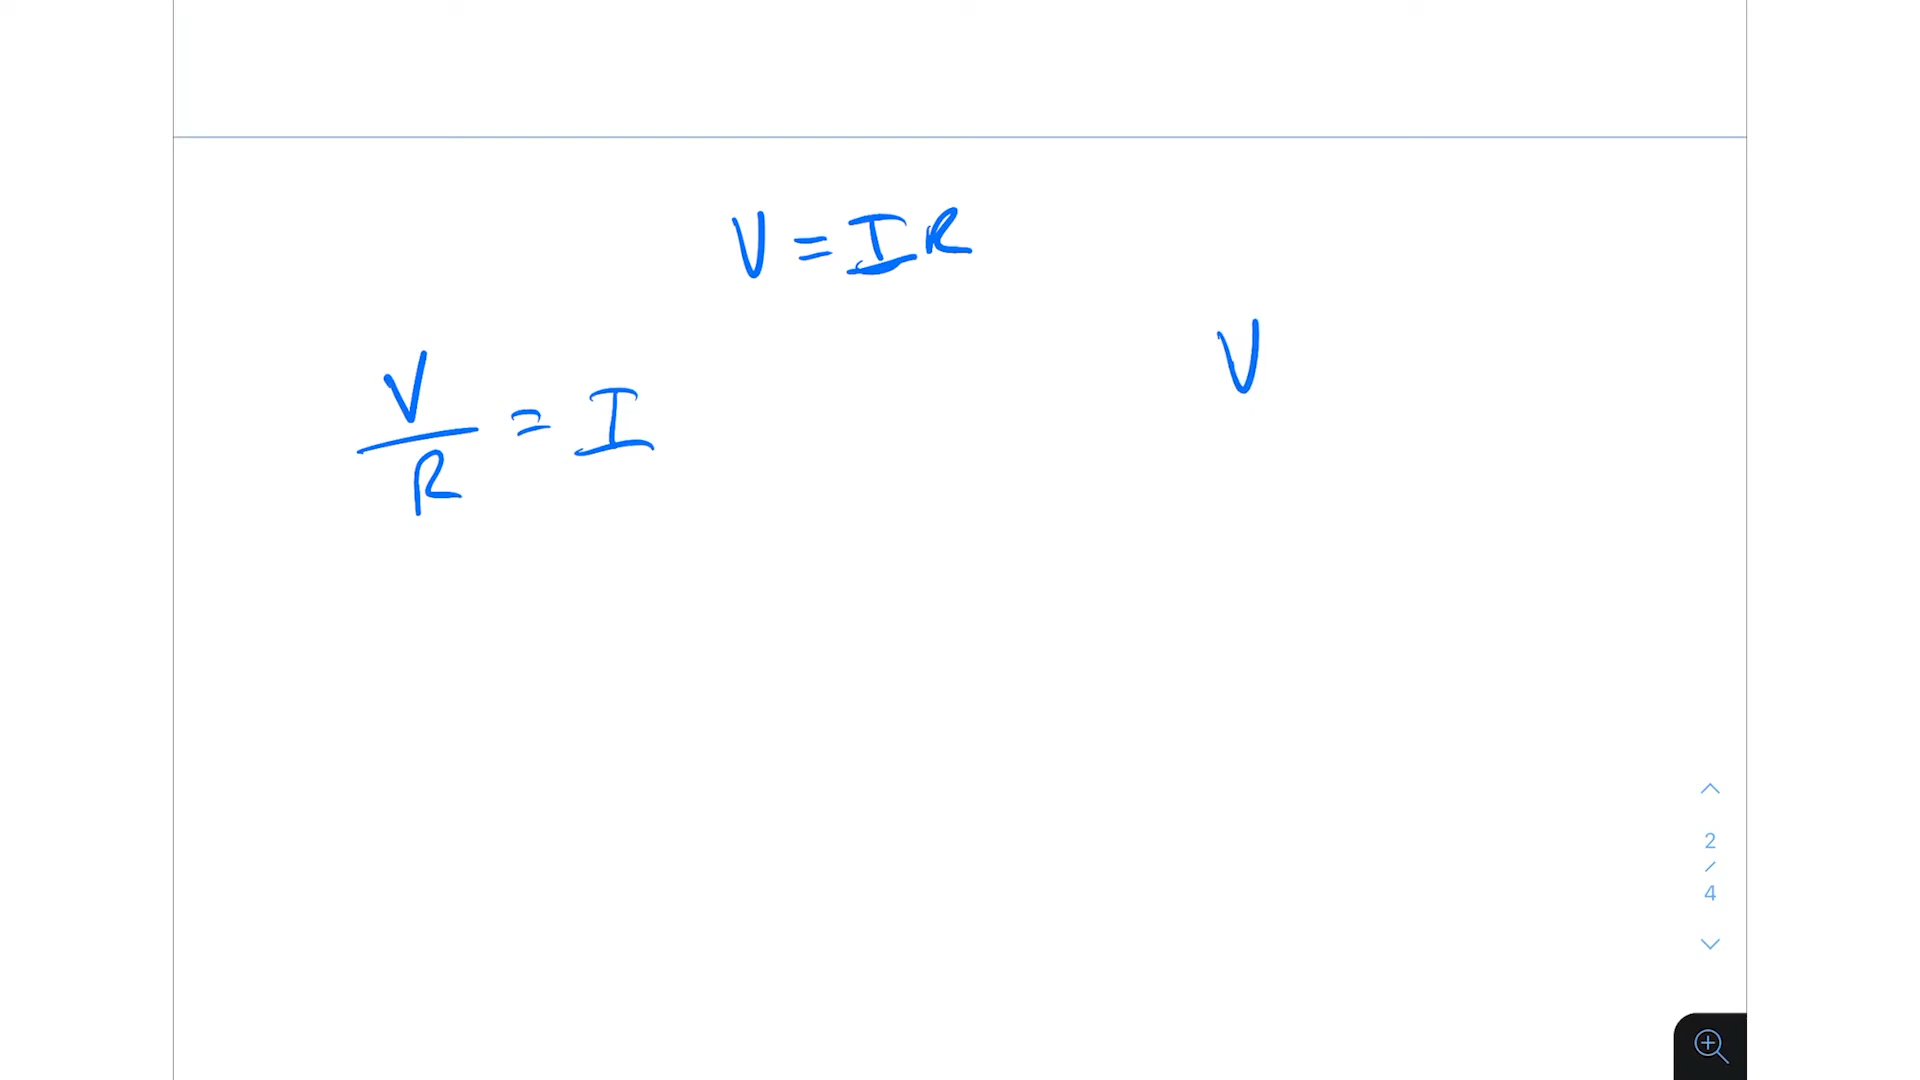 V = IR
V
V/R = I
2
/
4